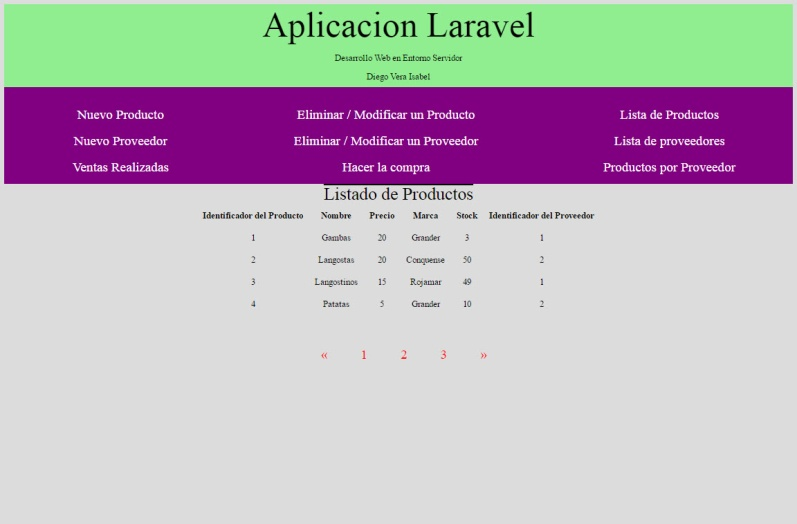 Aplicacion Laravel
Desarrollo Web en Entorno Servidor
Diego Vera Isabel
Nuevo Producto Eliminar / Modificar un Producto Lista de Productos
Nuevo Proveedor Eliminar / Modificar un Proveedor Lista de proveedores
Ventas Realizadas Hacer la compra Productos por Proveedor
Listado de Productos
Identificador del Producto Nombre Precio Marca Stock Identificador del Proveedor
1 Gambas 20 Grander 3 1
2 Langostas 20 Conquense 50 2
3 Langostinos 15 Rojamar 49 1
4 Patatas 5 Grander 10 2
« 1 2 3 »